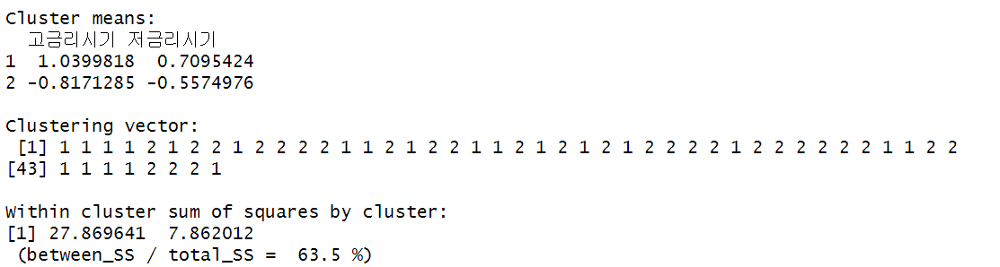 Cluster means:
고금리시기 저금리시기
1 1.0399818 0.7095424
2 -0.8171285 -0.5574976
Clustering vector:
[1] 1 1 1 1 2 1 2 2 1 2 2 2 2 1 1 2 1 2 2 1 1 2 1 2 1 2 1 2 2 2 2 1 2 2 2 2 2 2 1 1 2 2
[43] 1 1 1 1 2 2 2 1
Within cluster sum of squares by cluster:
[1] 27.869641 7.862012
(between_SS / total_SS = 63.5 %)